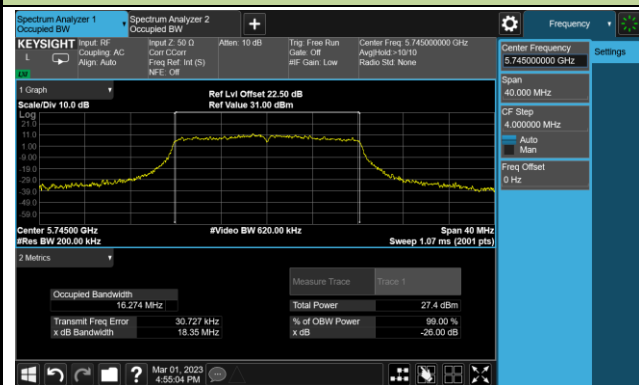 Spectrum Analyzer 1
Occupied BW
Spectrum Analyzer 2
Occupied BW
Frequency
KEYSIGHT
L
Input: RF
Coupling: AC
Align: Auto
Input Z: 50 Ω
Corr CCorr
Freq Ref: Int (S)
NFE: Off
Atten: 10 dB
Trig: Free Run
Gate: Off
#IF Gain: Low
Center Freq: 5.745000000 GHz
Avg|Hold:>10/10
Radio Std: None
Center Frequency
5.745000000 GHz
Settings
Span
40.000 MHz
CF Step
4.000000 MHz
Auto
Man
Freq Offset
0 Hz
1 Graph
Scale/Div 10.0 dB
Ref Lvl Offset 22.50 dB
Ref Value 31.00 dBm
Log
21.0
11.0
1.00
-9.00
-19.0
-29.0
-39.0
-49.0
-59.0
Center 5.74500 GHz
#Res BW 200.00 kHz
#Video BW 620.00 kHz
Span 40 MHz
Sweep 1.07 ms (2001 pts)
2 Metrics
Measure Trace
Trace 1
Occupied Bandwidth
16.274 MHz
Total Power
27.4 dBm
Transmit Freq Error
30.727 kHz
% of OBW Power
99.00 %
x dB Bandwidth
18.35 MHz
x dB
-26.00 dB
?
Mar 01, 2023
4:55:04 PM